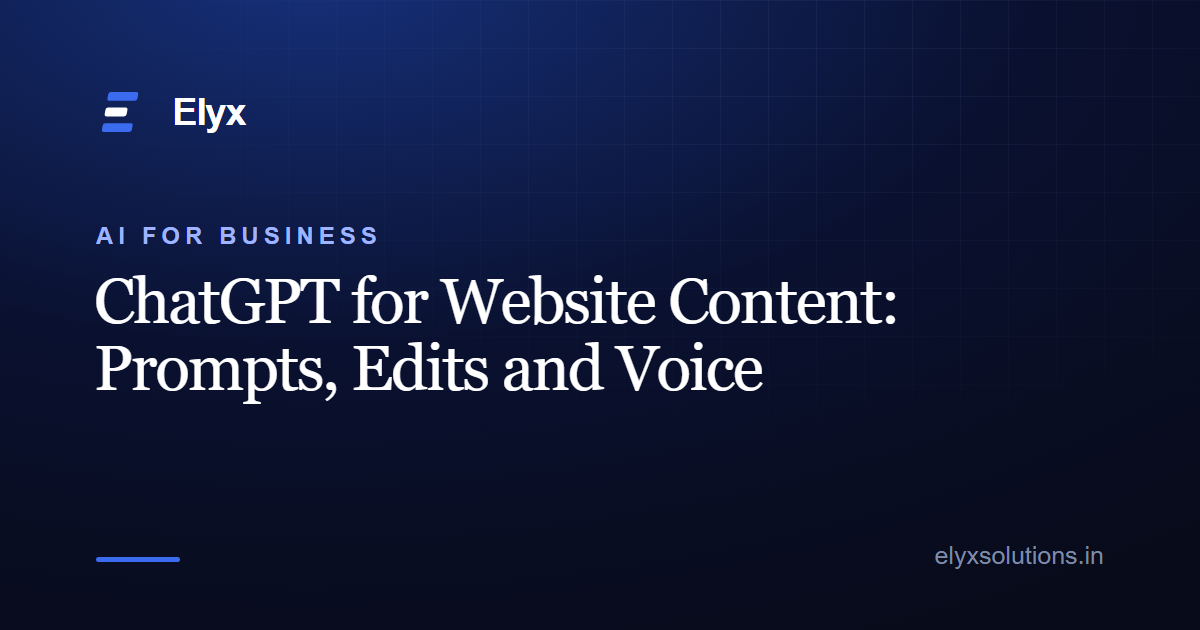 Elyx
AI FOR BUSINESS
ChatGPT for Website Content:
Prompts, Edits and Voice
elyxsolutions.in